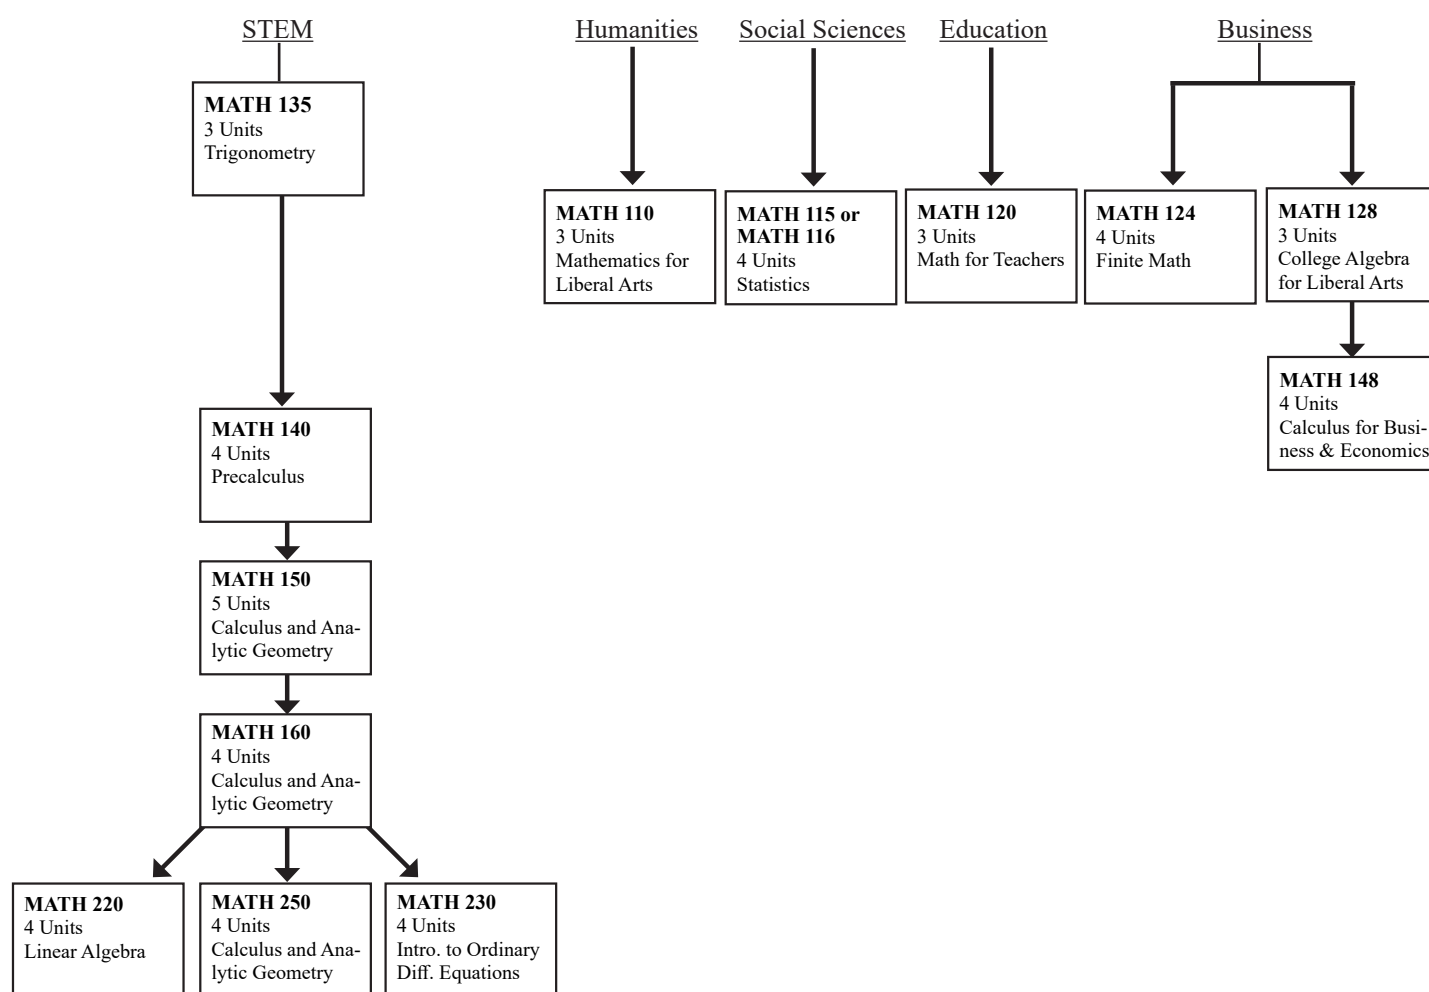 STEM
Humanities
Social Sciences
Education
Business
MATH 135
3 Units
Trigonometry
MATH 110
3 Units
Mathematics for
Liberal Arts
MATH 115 or
MATH 116
4 Units
Statistics
MATH 120
3 Units
Math for Teachers
MATH 124
4 Units
Finite Math
MATH 128
3 Units
College Algebra
for Liberal Arts
MATH 148
4 Units
Calculus for Busi-
ness & Economics
MATH 140
4 Units
Precalculus
MATH 150
5 Units
Calculus and Ana-
lytic Geometry
MATH 160
4 Units
Calculus and Ana-
lytic Geometry
MATH 220
4 Units
Linear Algebra
MATH 250
4 Units
Calculus and Ana-
lytic Geometry
MATH 230
4 Units
Intro. to Ordinary
Diff. Equations